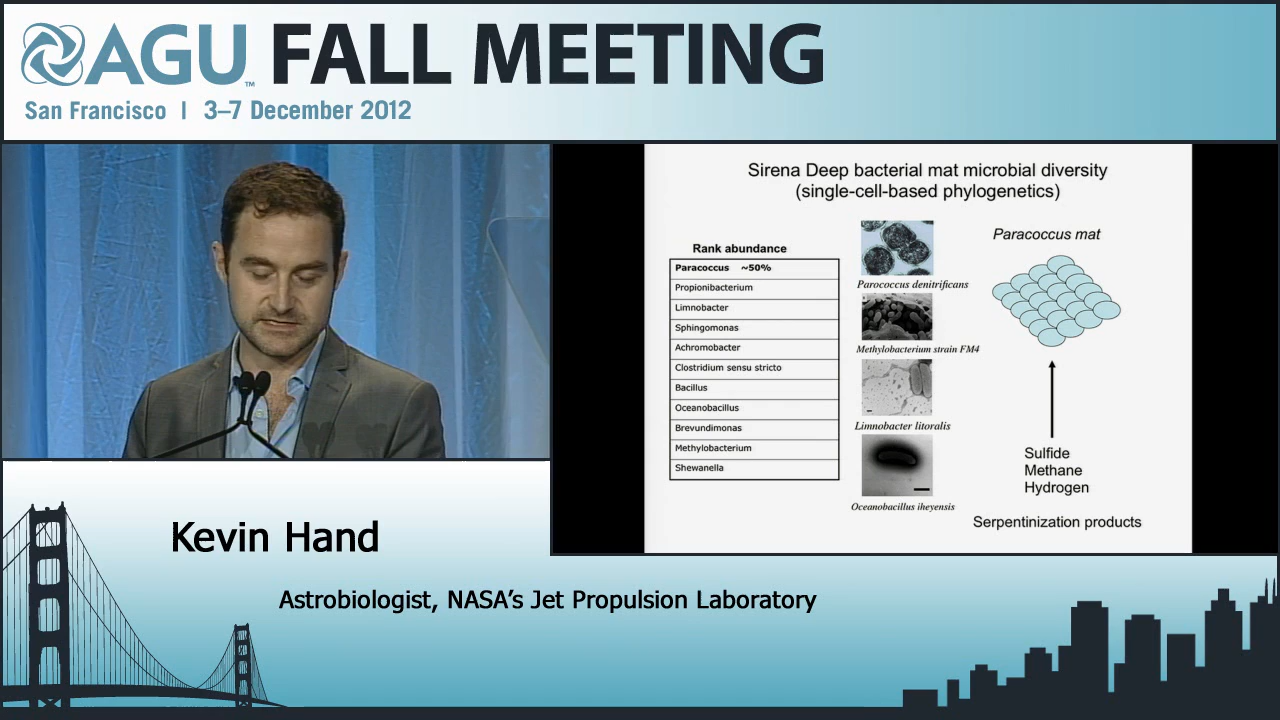 AGU™ FALL MEETING
San Francisco | 3–7 December 2012
Sirena Deep bacterial mat microbial diversity
(single-cell-based phylogenetics)
Rank abundance
Paracoccus ~50%
Propionibacterium
Limnobacter
Sphingomonas
Achromobacter
Clostridium sensu stricto
Bacillus
Oceanobacillus
Brevundimonas
Methylobacterium
Shewanella
Parococcus denitrificans
Methylobacterium strain FM4
Limnobacter litoralis
Oceanobacillus iheyensis
Paracoccus mat
Sulfide
Methane
Hydrogen
Serpentinization products
Kevin Hand
Astrobiologist, NASA's Jet Propulsion Laboratory